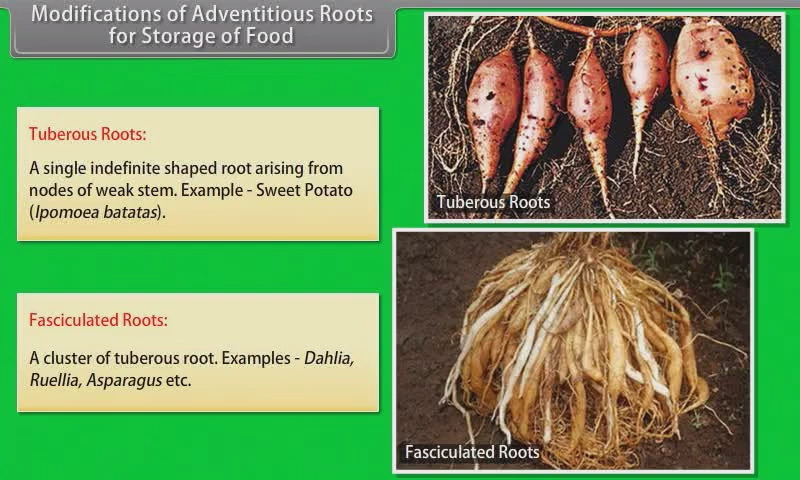 Modifications of Adventitious Roots
for Storage of Food
Tuberous Roots:
A single indefinite shaped root arising from
nodes of weak stem. Example - Sweet Potato
(Ipomoea batatas).
Tuberous Roots
Fasciculated Roots:
A cluster of tuberous root. Examples - Dahlia,
Ruellia, Asparagus etc.
Fasciculated Roots